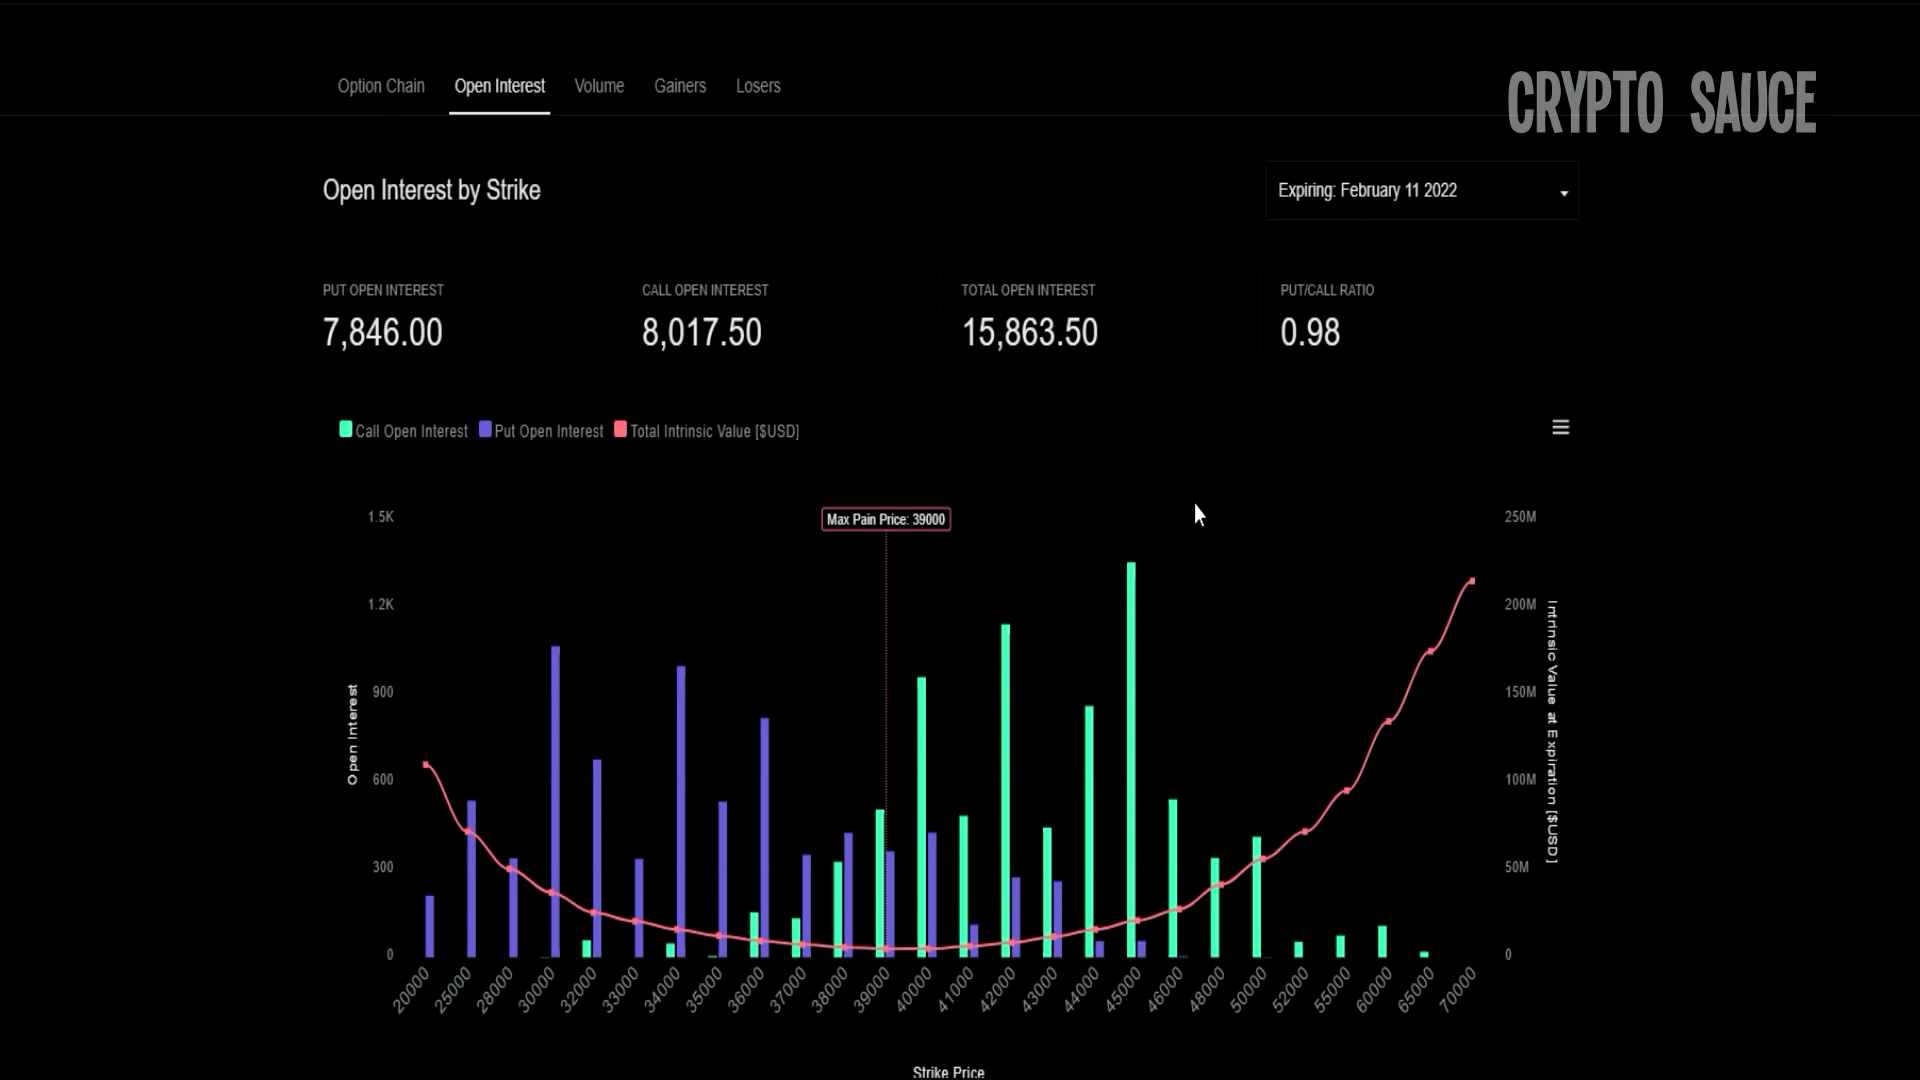 CRYPTO SAUCE
Option Chain Open Interest Volume Gainers Losers
Open Interest by Strike
Expiring: February 11 2022
PUT OPEN INTEREST CALL OPEN INTEREST TOTAL OPEN INTEREST PUT/CALL RATIO
7,846.00 8,017.50 15,863.50 0.98
Call Open Interest Put Open Interest Total Intrinsic Value [$USD]
Max Pain Price: 39000
1.5K 250M
1.2K 200M
900 150M
600 100M
300 50M
0 0
Open Interest
Intrinsic Value at Expiration [$USD]
20000 25000 28000 30000 32000 33000 34000 35000 36000 37000 38000 39000 40000 41000 42000 43000 44000 45000 46000 48000 50000 52000 55000 60000 65000 70000
Strike Price